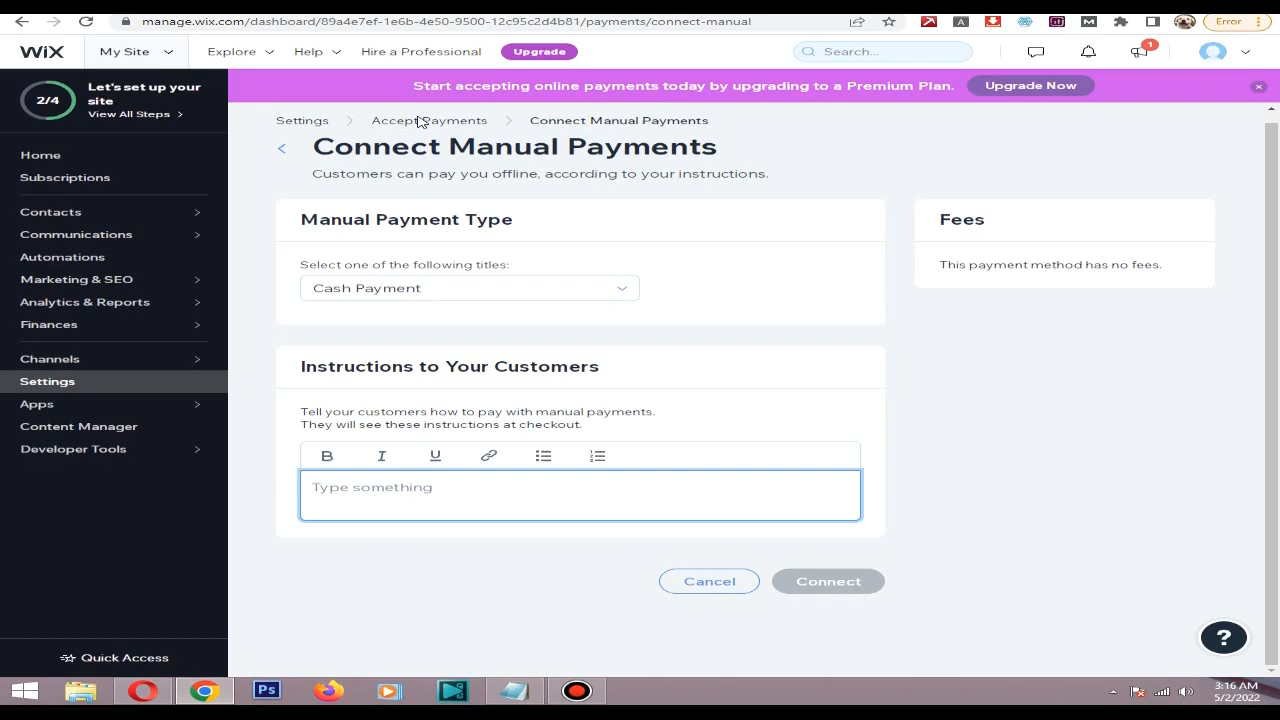 manage.wix.com/dashboard/89a4e7ef-1e6b-4e50-9500-12c95c2d4b81/payments/connect-manual
Error
WiX
My Site
Explore
Help
Hire a Professional
Upgrade
Search...
1
2/4
Let's set up your site
View All Steps >
Start accepting online payments today by upgrading to a Premium Plan.
Upgrade Now
Home
Subscriptions
Contacts
Communications
Automations
Marketing & SEO
Analytics & Reports
Finances
Channels
Settings
Apps
Content Manager
Developer Tools
Quick Access
Settings > Accept Payments > Connect Manual Payments
Connect Manual Payments
Customers can pay you offline, according to your instructions.
Manual Payment Type
Select one of the following titles:
Cash Payment
Fees
This payment method has no fees.
Instructions to Your Customers
Tell your customers how to pay with manual payments.
They will see these instructions at checkout.
B I U
Type something
Cancel
Connect
?
Ps
3:16 AM
5/2/2022